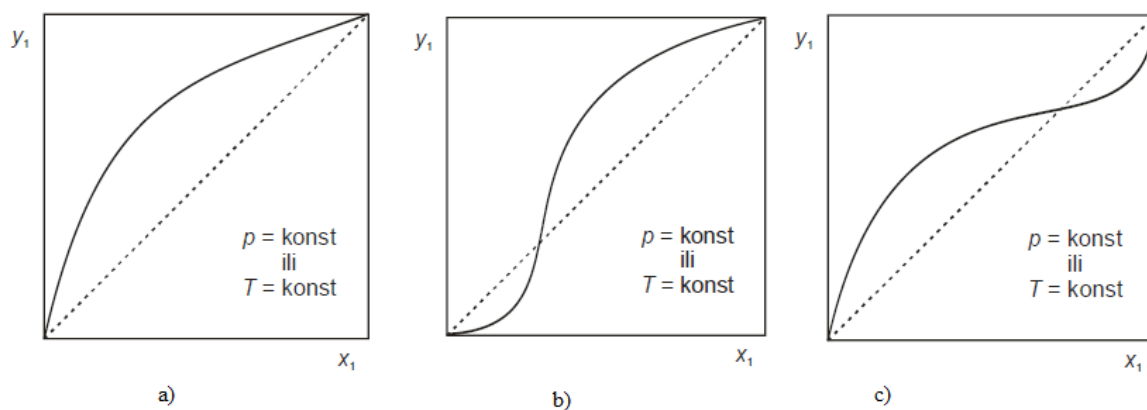 y₁
p = konst
ili
T = konst
x₁
a)
y₁
p = konst
ili
T = konst
x₁
b)
y₁
p = konst
ili
T = konst
x₁
c)